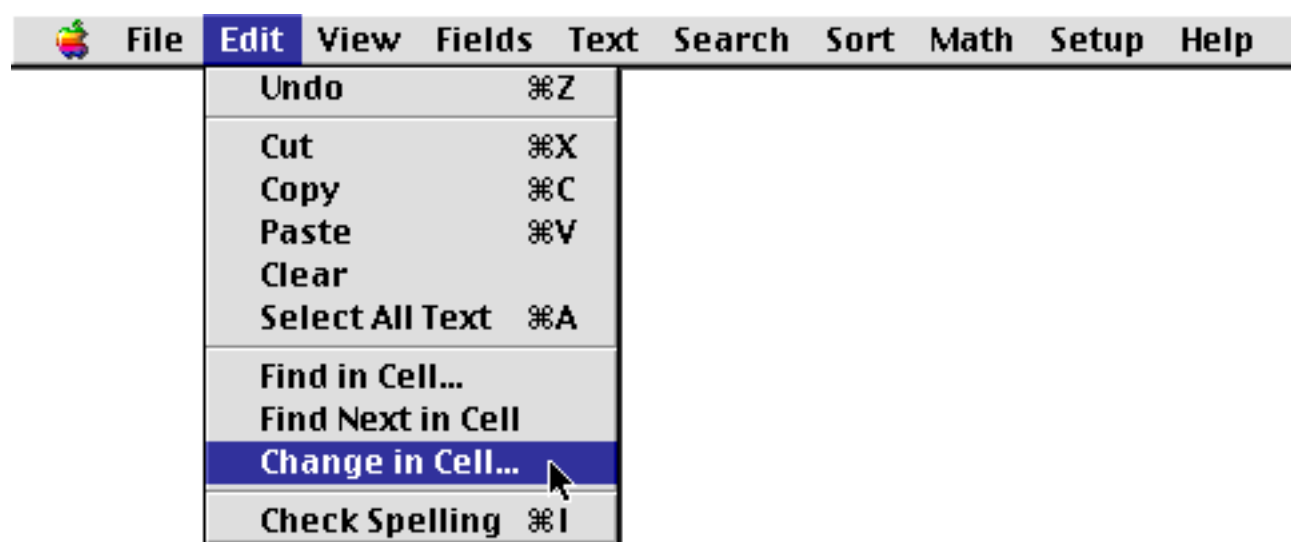 File Edit View Fields Text Search Sort Math Setup Help
Undo ⌘Z
Cut ⌘X
Copy ⌘C
Paste ⌘V
Clear
Select All Text ⌘A
Find in Cell...
Find Next in Cell
Change in Cell...
Check Spelling ⌘I